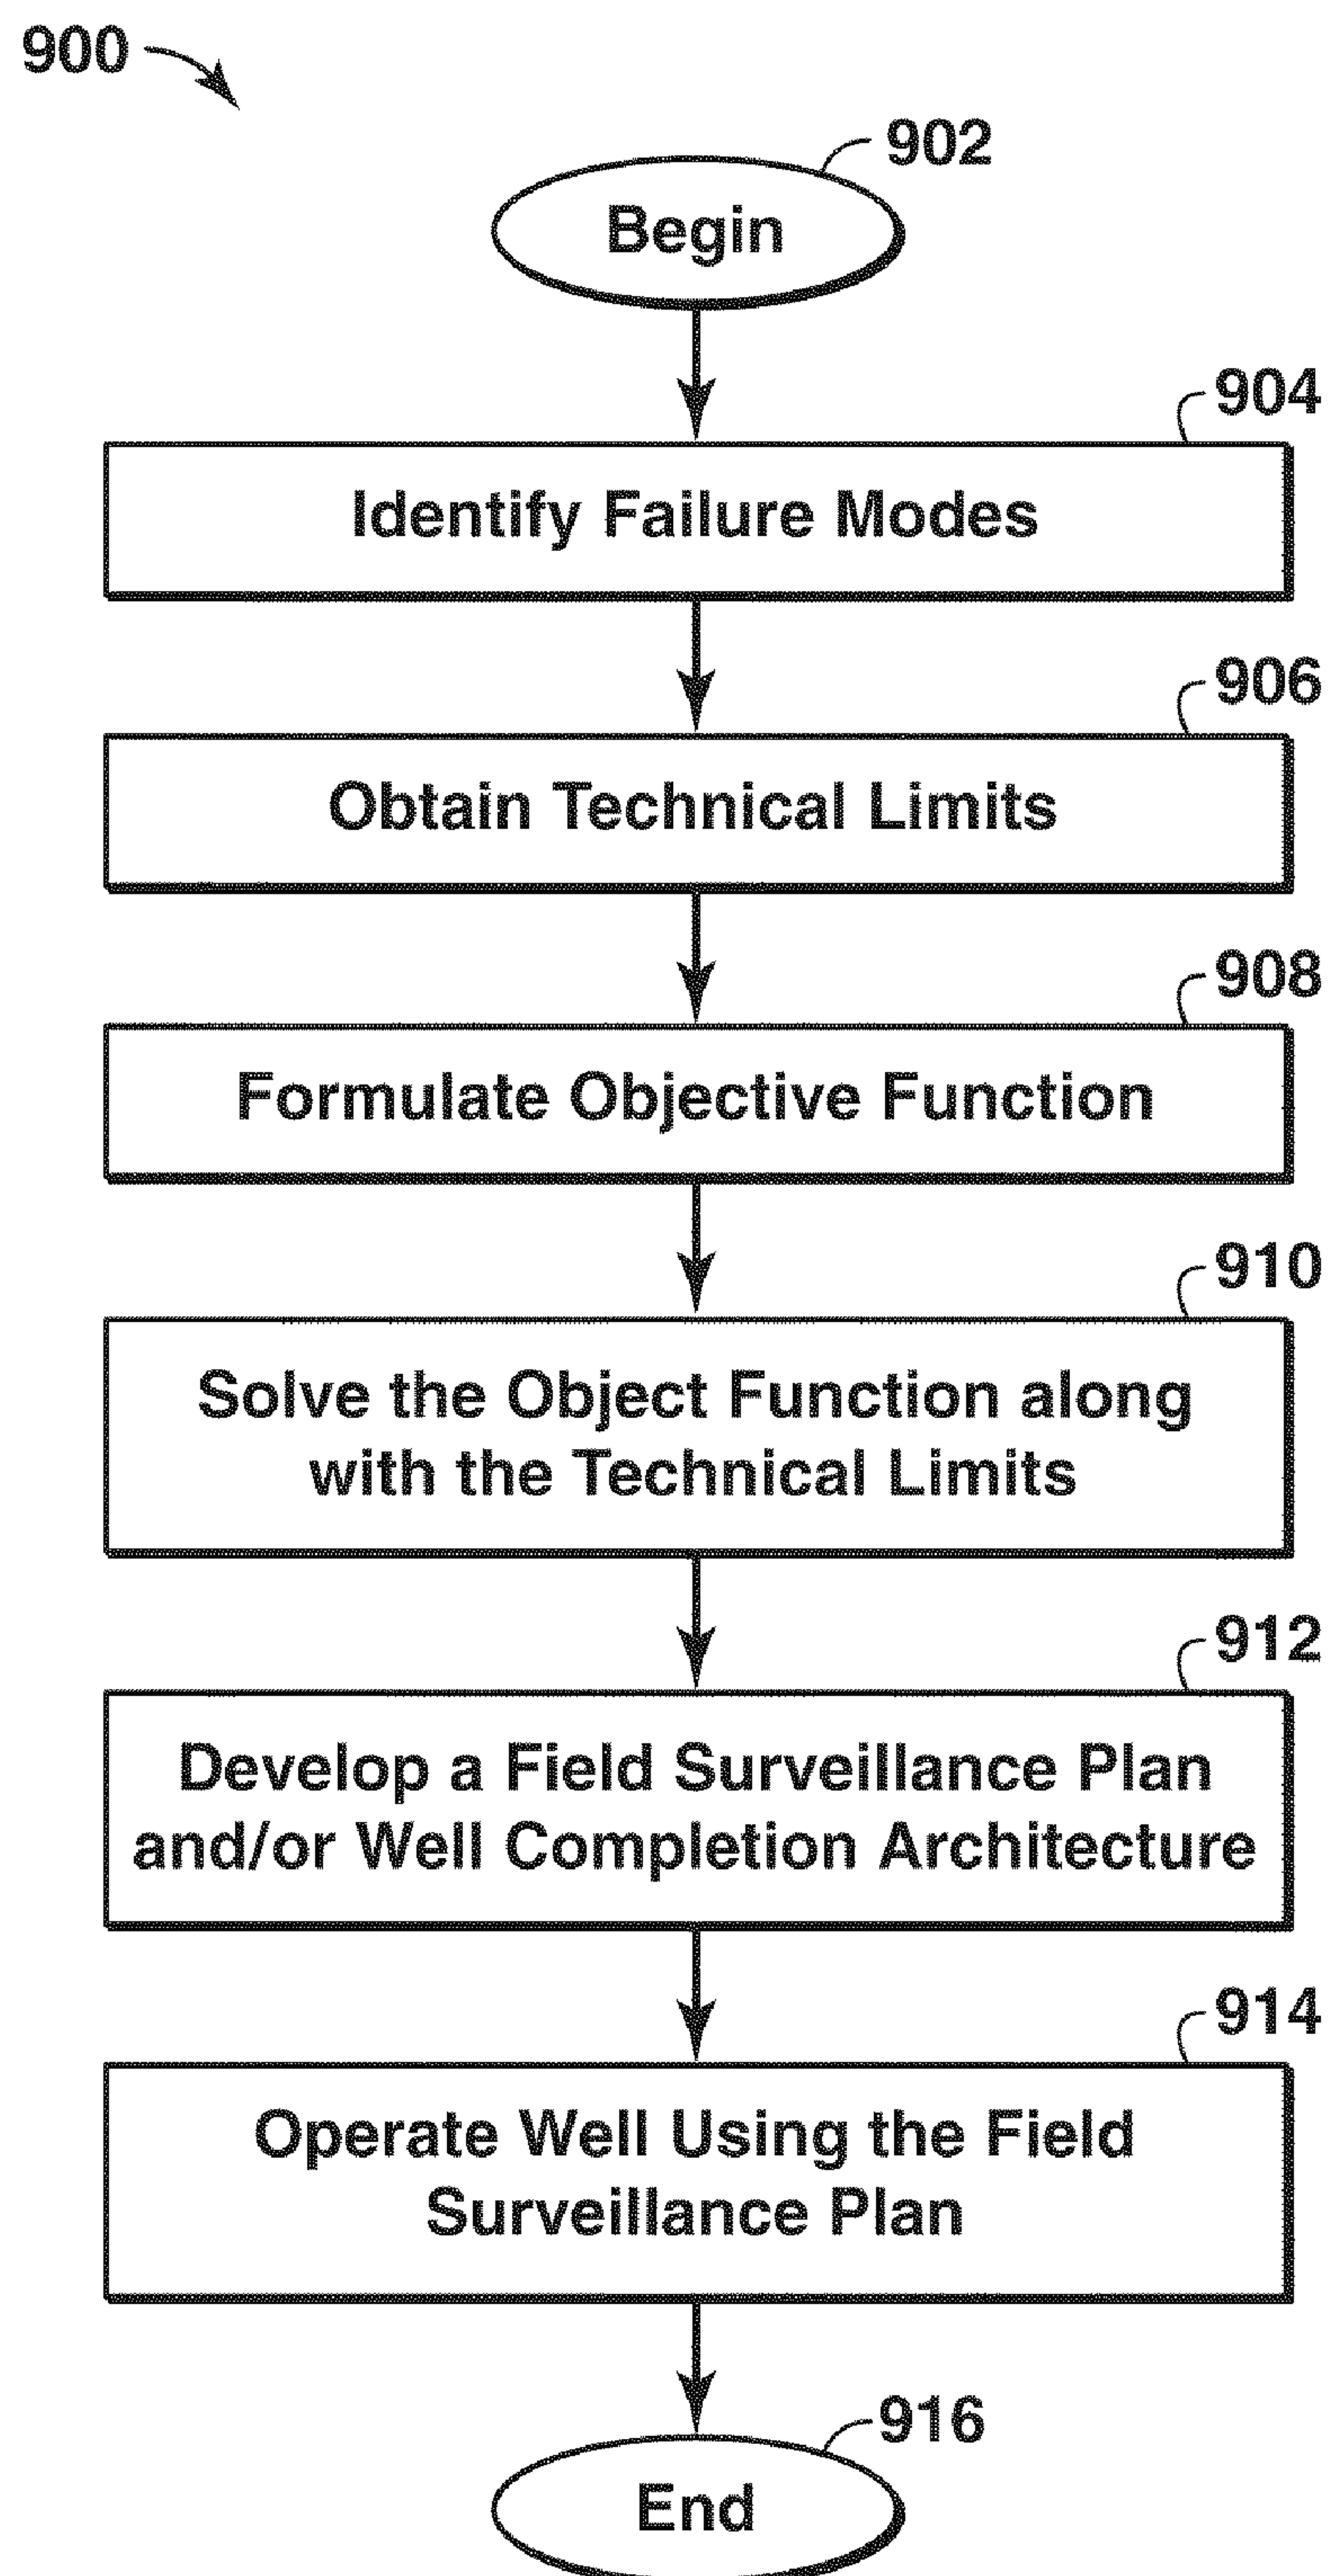 900
902
Begin
904
Identify Failure Modes
906
Obtain Technical Limits
908
Formulate Objective Function
910
Solve the Object Function along
with the Technical Limits
912
Develop a Field Surveillance Plan
and/or Well Completion Architecture
914
Operate Well Using the Field
Surveillance Plan
916
End